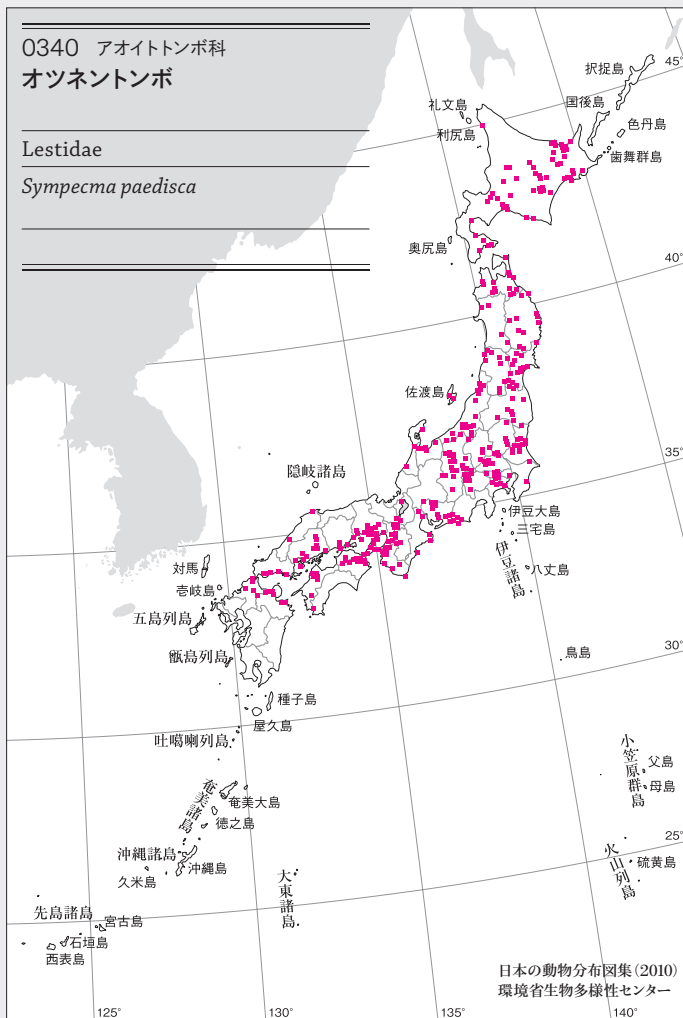 0340 アオイトトンボ科
オツネントンボ
Lestidae
Sympecma paedisca
択捉島
45°
国後島
礼文島
色丹島
利尻島
歯舞群島
奥尻島
40°
佐渡島
35°
隠岐諸島
伊豆大島
三宅島
伊豆諸島
八丈島
対馬
壱岐島
五島列島
甑島列島
鳥島
30°
種子島
屋久島
吐噶喇列島
小笠原群島
父島
母島
奄美諸島
奄美大島
徳之島
25°
沖縄諸島
沖縄島
久米島
大東諸島
火山列島
硫黄島
先島諸島
宮古島
石垣島
西表島
日本の動物分布図集(2010)
環境省生物多様性センター
125°
130°
135°
140°